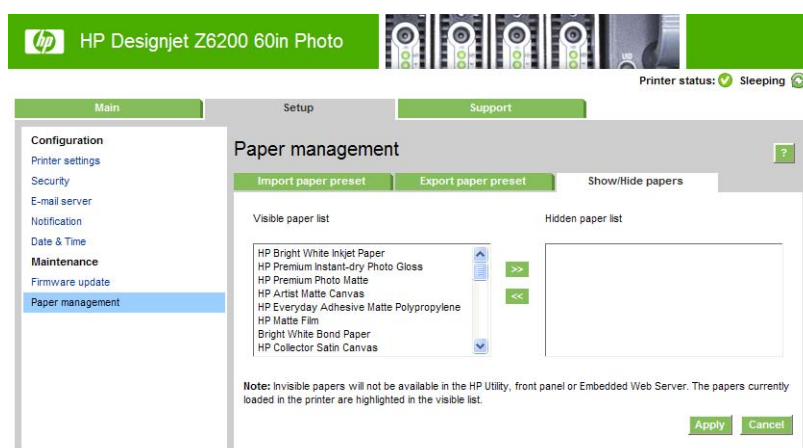 hp HP Designjet Z6200 60in Photo
Printer status: Sleeping
Main Setup Support
Configuration
Printer settings
Security
E-mail server
Notification
Date & Time
Maintenance
Firmware update
Paper management
Paper management
?
Import paper preset Export paper preset Show/Hide papers
Visible paper list Hidden paper list
HP Bright White Inkjet Paper
HP Premium Instant-dry Photo Gloss
HP Premium Photo Matte
HP Artist Matte Canvas
HP Everyday Adhesive Matte Polypropylene
HP Matte Film
Bright White Bond Paper
HP Collector Satin Canvas
>>
<<
Note: Invisible papers will not be available in the HP Utility, front panel or Embedded Web Server. The papers currently
loaded in the printer are highlighted in the visible list.
Apply Cancel